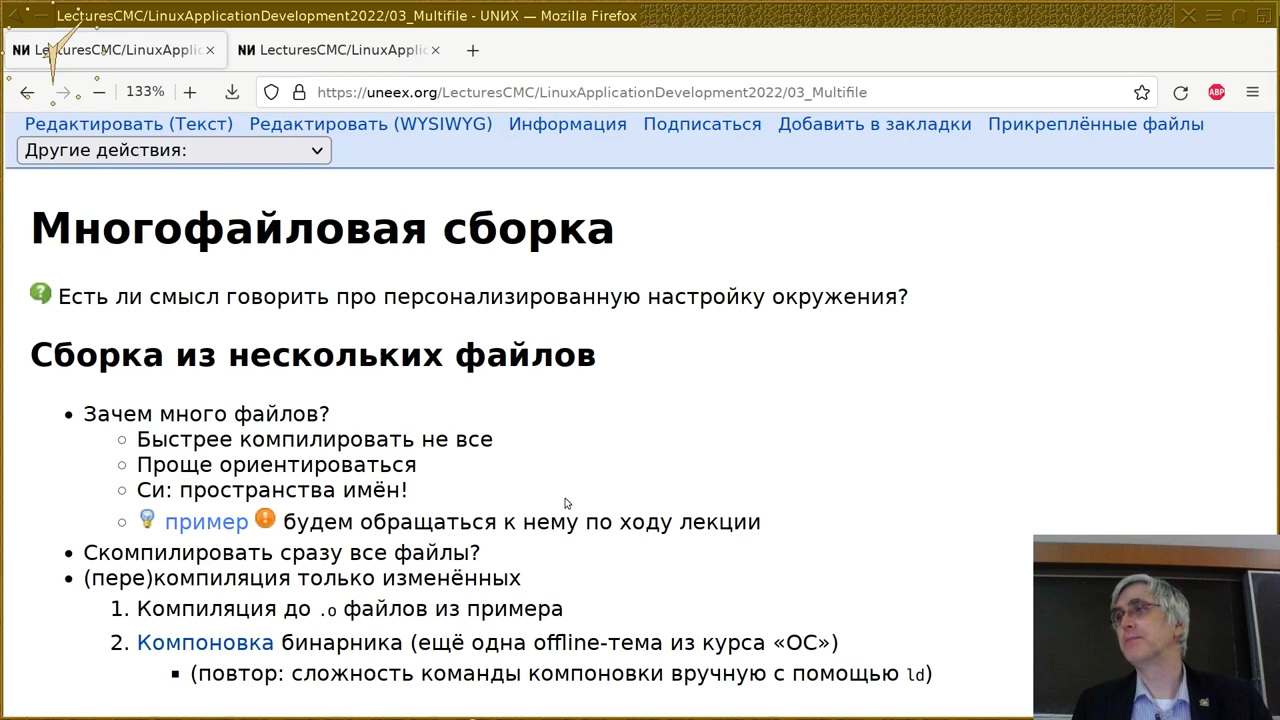 LecturesCMC/LinuxApplicationDevelopment2022/03_Multifile - UNИX — Mozilla Firefox
NИ LecturesCMC/LinuxApplic NИ LecturesCMC/LinuxApplic
133% https://uneex.org/LecturesCMC/LinuxApplicationDevelopment2022/03_Multifile ABP
Редактировать (Текст) Редактировать (WYSIWYG) Информация Подписаться Добавить в закладки Прикреплённые файлы
Другие действия:
Многофайловая сборка
Есть ли смысл говорить про персонализированную настройку окружения?
Сборка из нескольких файлов
Зачем много файлов?
Быстрее компилировать не все
Проще ориентироваться
Си: пространства имён!
пример будем обращаться к нему по ходу лекции
Скомпилировать сразу все файлы?
(пере)компиляция только изменённых
1. Компиляция до .o файлов из примера
2. Компоновка бинарника (ещё одна offline-тема из курса «ОС»)
(повтор: сложность команды компоновки вручную с помощью ld)